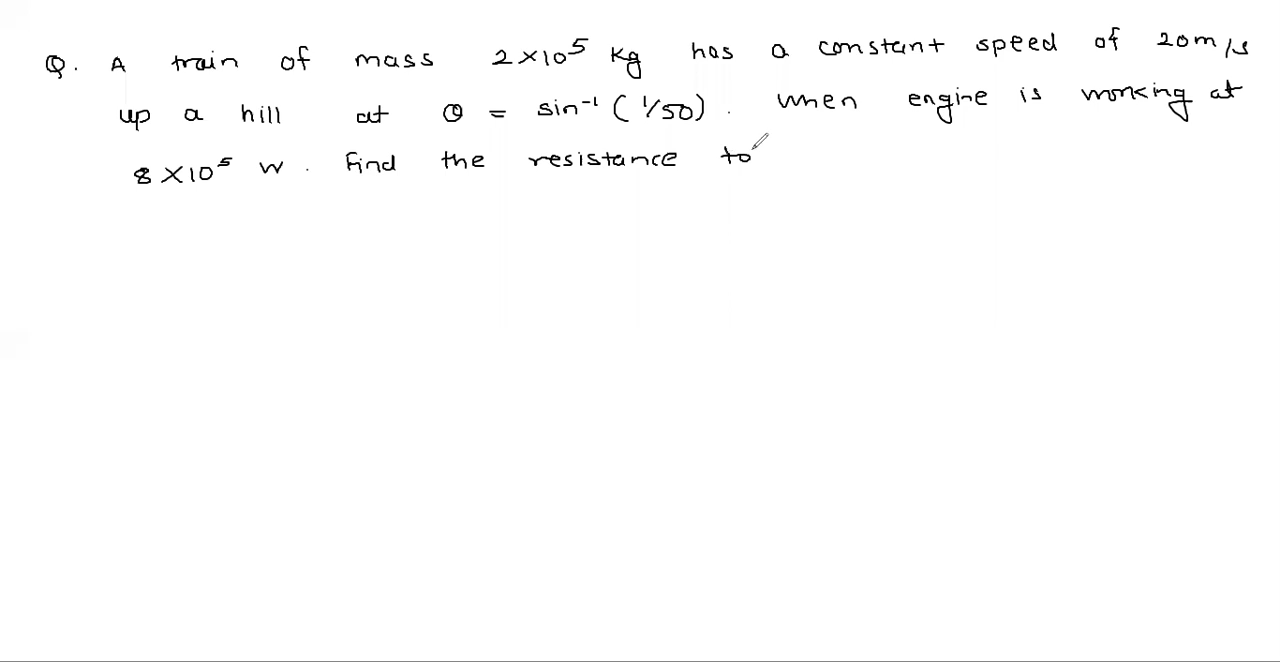 Q. A train of mass 2×10⁵ kg has a constant speed of 20m/s
up a hill at θ = sin⁻¹ (1/50). When engine is working at
8×10⁵ W. Find the resistance to